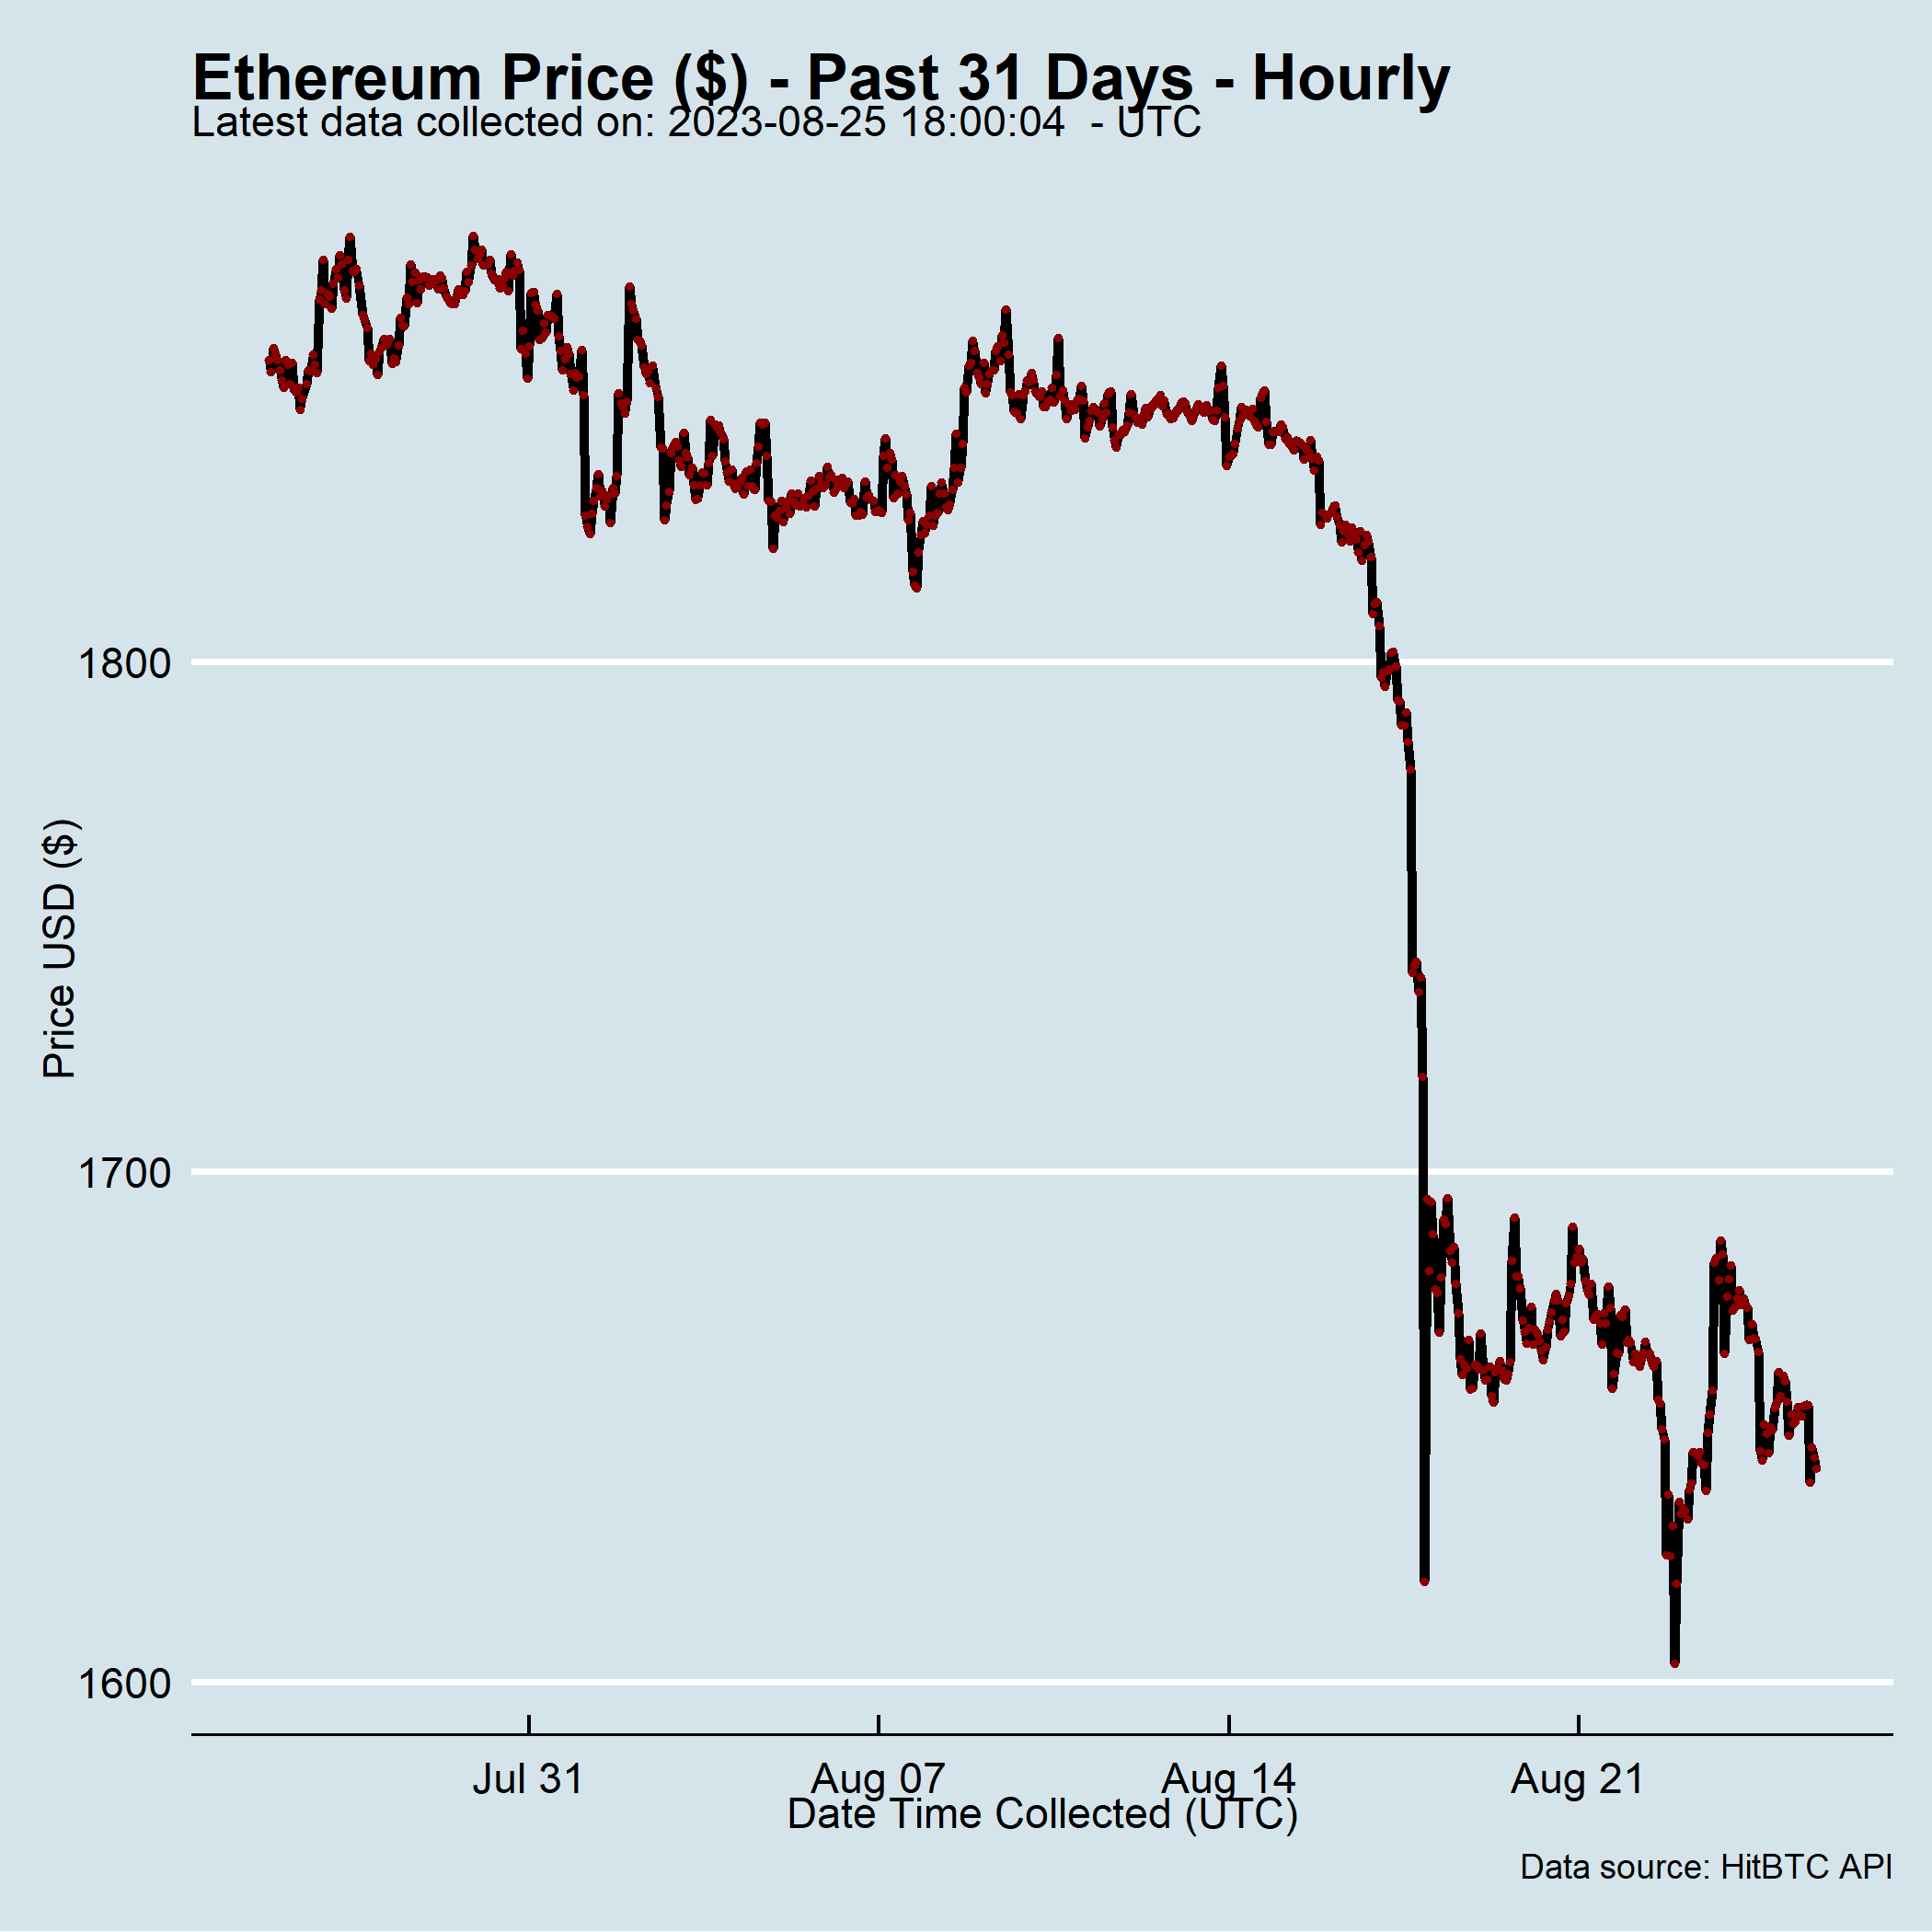 Ethereum Price ($) - Past 31 Days - Hourly
Latest data collected on: 2023-08-25 18:00:04  - UTC
Price USD ($)
1800
1700
1600
Jul 31 Aug 07 Aug 14 Aug 21
Date Time Collected (UTC)
Data source: HitBTC API